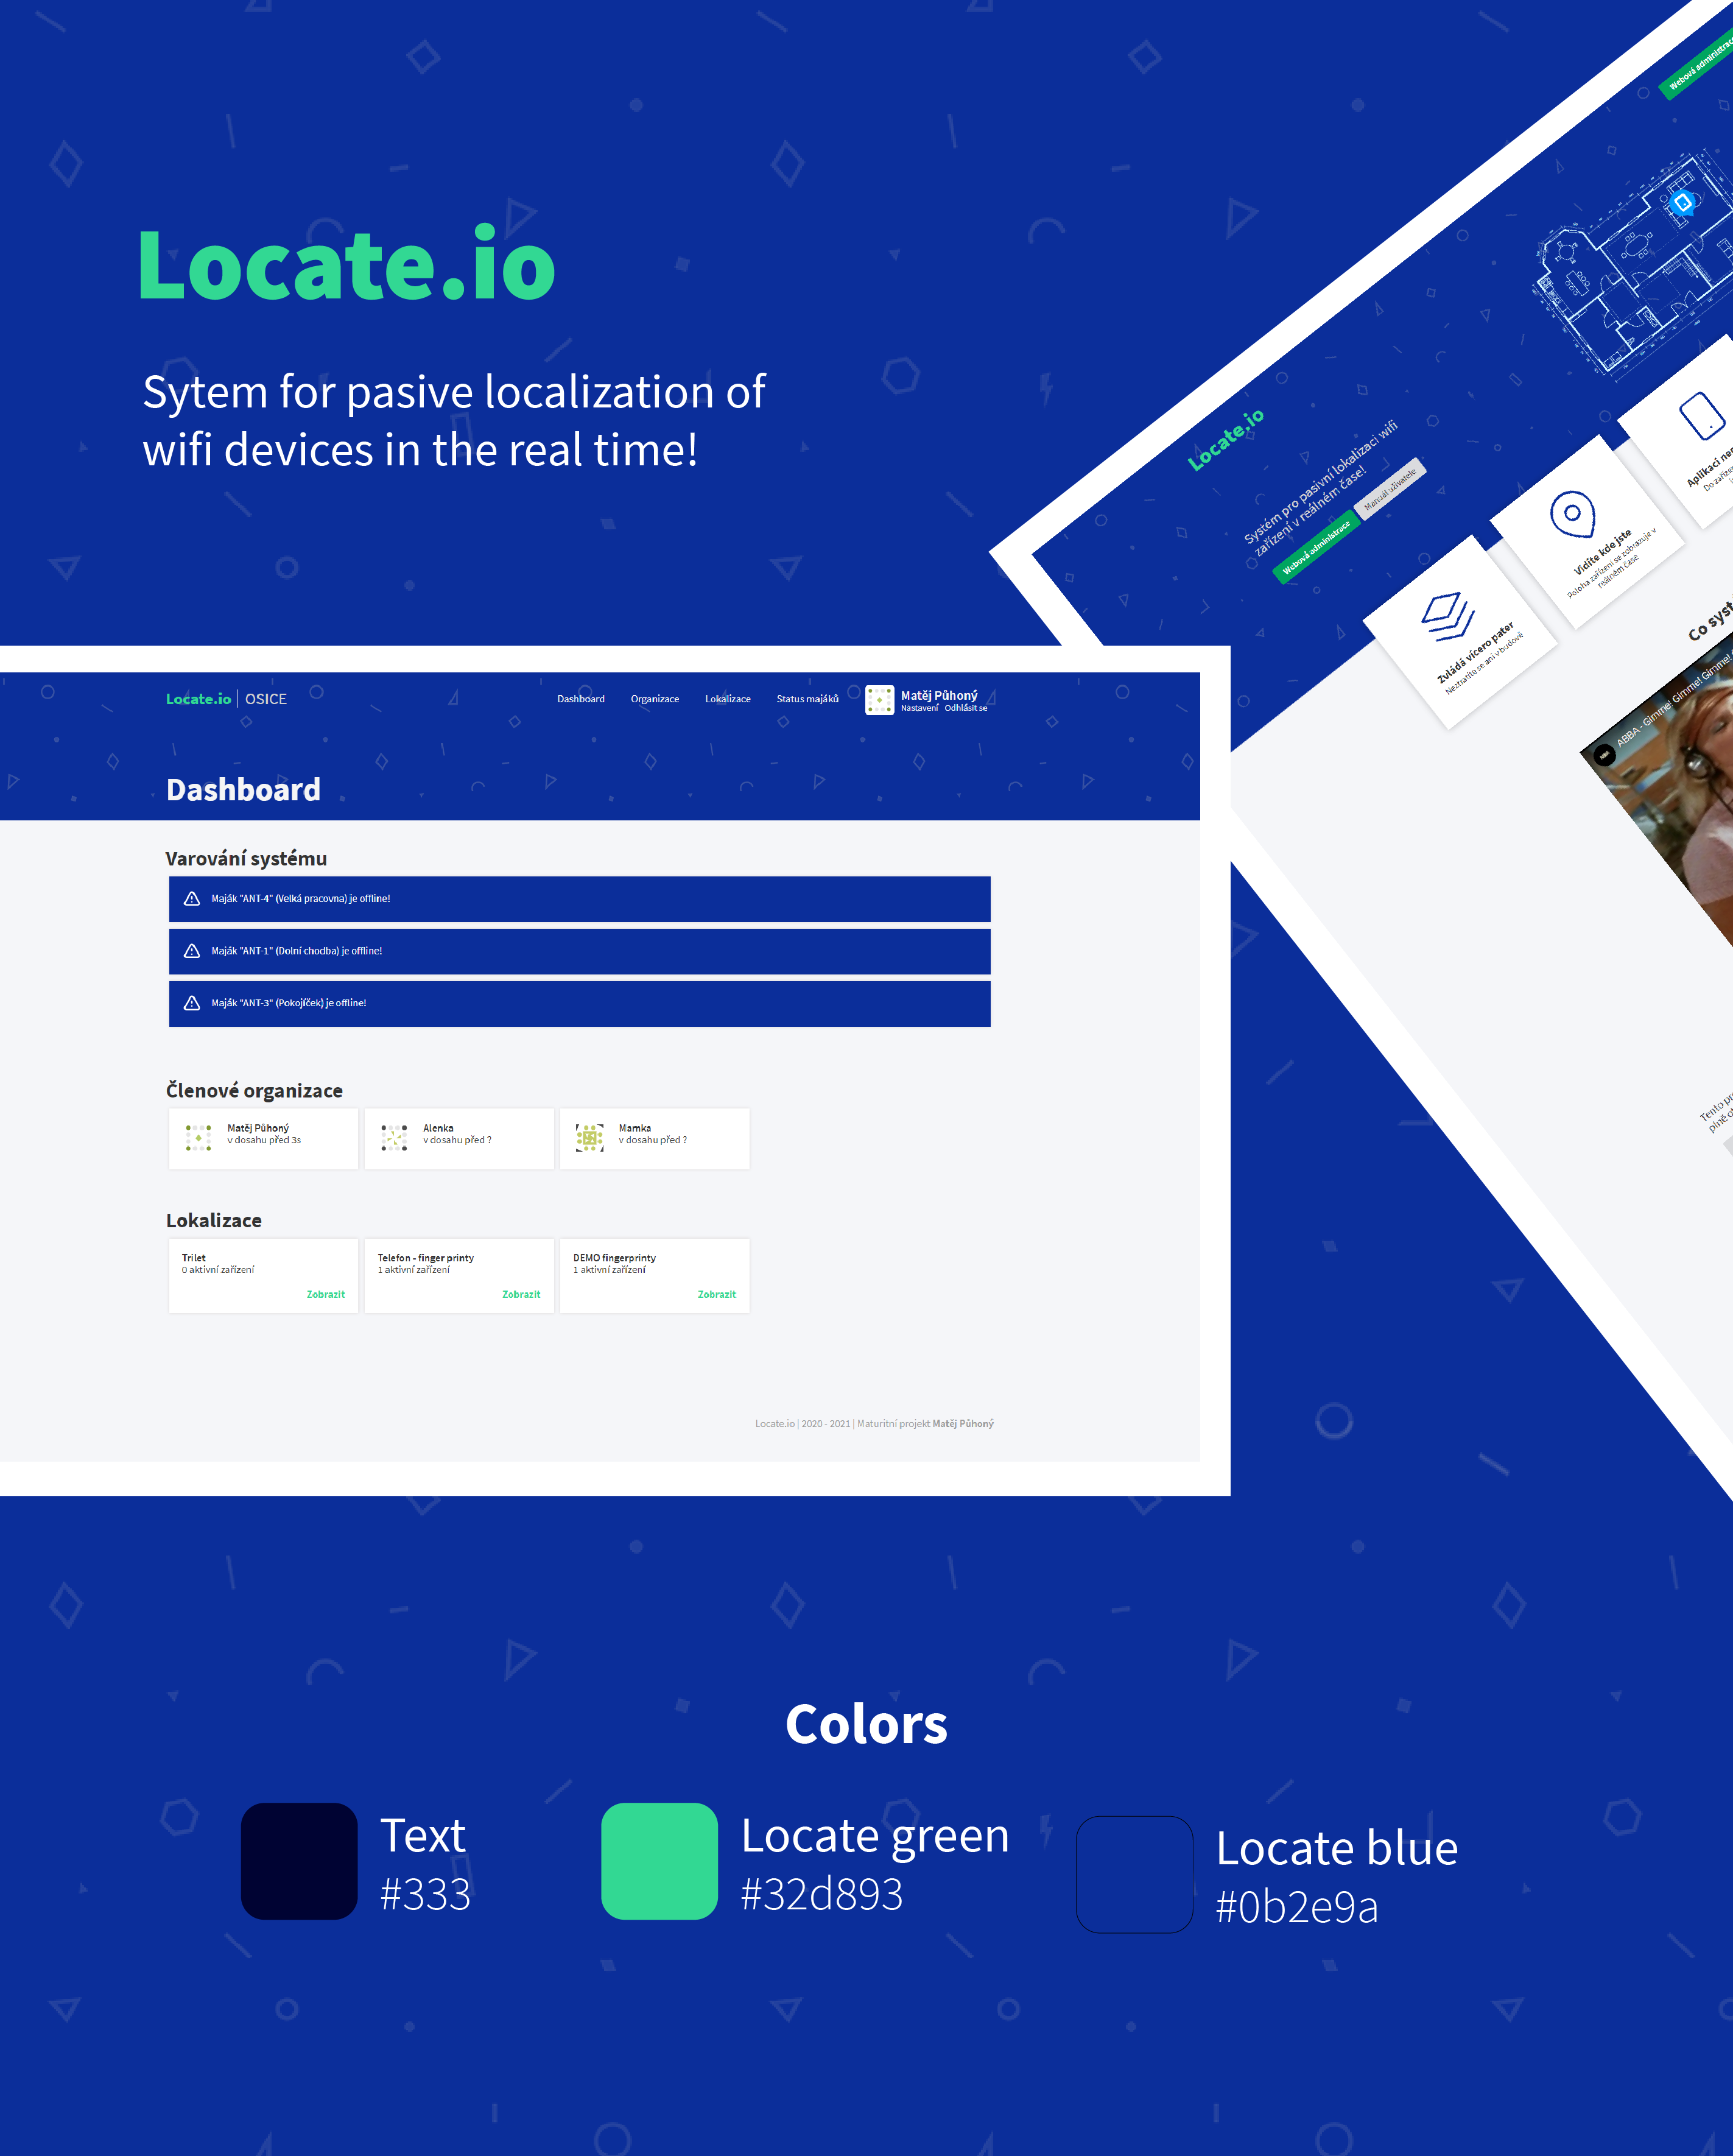 Locate.io
Sytem for pasive localization of
wifi devices in the real time!
Webová
Locate.io
Systém pro pasivní lokalizaci wifi
zařízení v reálném čase!
Webová administrace
Manuál uživatele
Zvládá vícero pater
Neztratíte se ani v budově
Vidíte kde jste
Poloha zařízení se zobrazuje v
reálném čase
Aplikaci
Do
Co
ABBA - Gimme! Gimme! Gimme!
Tento
plně
Locate.io | OSICE
Dashboard
Organizace
Lokalizace
Status majáků
Matěj Půhoný
Nastavení Odhlásit se
Dashboard
Varování systému
Maják "ANT-4" (Velká pracovna) je offline!
Maják "ANT-1" (Dolní chodba) je offline!
Maják "ANT-3" (Pokojíček) je offline!
Členové organizace
Matěj Půhoný
v dosahu před 3s
Alenka
v dosahu před ?
Mamka
v dosahu před ?
Lokalizace
Trilet
0 aktivní zařízení
Zobrazit
Telefon - finger printy
1 aktivní zařízení
Zobrazit
DEMO fingerprinty
1 aktivní zařízení
Zobrazit
Locate.io | 2020 - 2021 | Maturitní projekt Matěj Půhoný
Colors
Text
#333
Locate green
#32d893
Locate blue
#0b2e9a